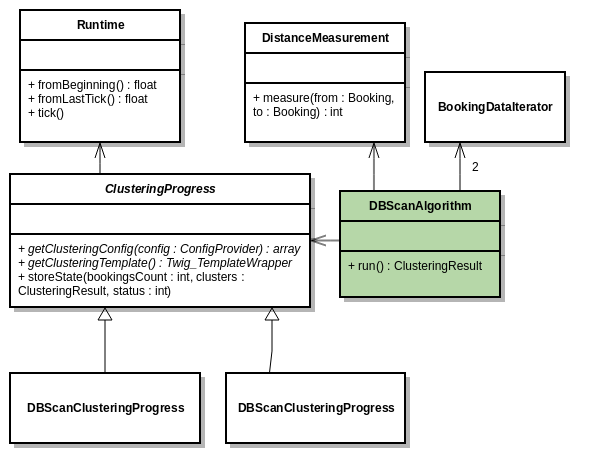 Runtime
+ fromBeginning() : float
+ fromLastTick() : float
+ tick()
DistanceMeasurement
+ measure(from : Booking,
to : Booking) : int
BookingDataIterator
2
ClusteringProgress
+ getClusteringConfig(config : ConfigProvider) : array
+ getClusteringTemplate() : Twig_TemplateWrapper
+ storeState(bookingsCount : int, clusters :
ClusteringResult, status : int)
DBScanAlgorithm
+ run() : ClusteringResult
DBScanClusteringProgress
DBScanClusteringProgress